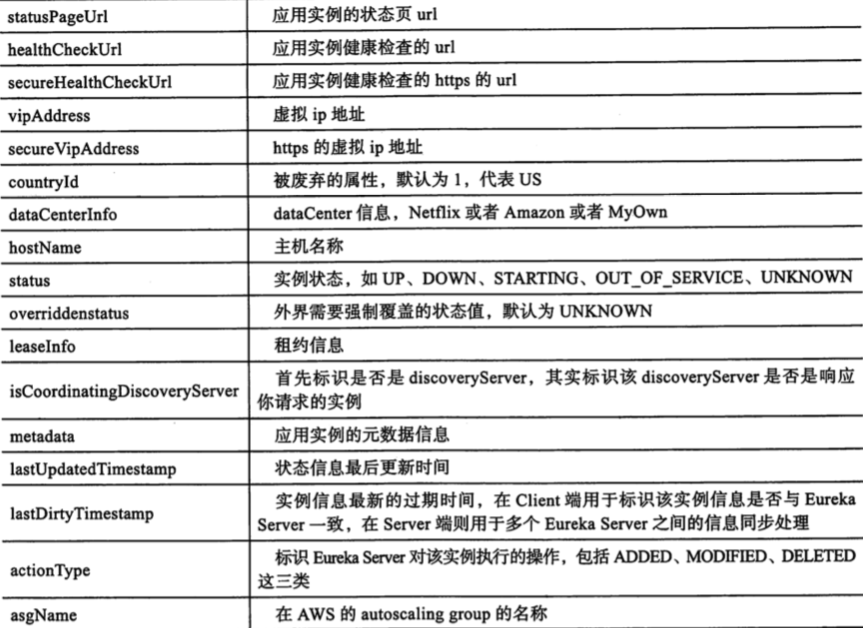 statusPageUrl 应用实例的状态页 url
healthCheckUrl 应用实例健康检查的 url
secureHealthCheckUrl 应用实例健康检查的 https 的 url
vipAddress 虚拟 ip 地址
secureVipAddress https 的虚拟 ip 地址
countryId 被废弃的属性，默认为 1，代表 US
dataCenterInfo dataCenter 信息，Netflix 或者 Amazon 或者 MyOwn
hostName 主机名称
status 实例状态，如 UP、DOWN、STARTING、OUT_OF_SERVICE、UNKNOWN
overriddenstatus 外界需要强制覆盖的状态值，默认为 UNKNOWN
leaseInfo 租约信息
isCoordinatingDiscoveryServer 首先标识是否是 discoveryServer，其实标识该 discoveryServer 是否是响应
你请求的实例
metadata 应用实例的元数据信息
lastUpdatedTimestamp 状态信息最后更新时间
lastDirtyTimestamp 实例信息最新的过期时间，在 Client 端用于标识该实例信息是否与 Eureka
Server 一致，在 Server 端则用于多个 Eureka Server 之间的信息同步处理
actionType 标识 Eureka Server 对该实例执行的操作，包括 ADDED、MODIFIED、DELETED
这三类
asgName 在 AWS 的 autoscaling group 的名称